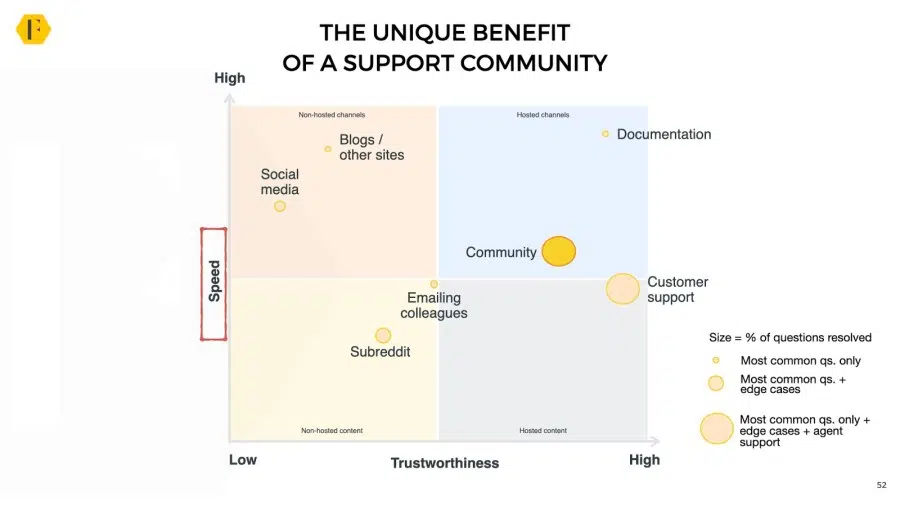 F
THE UNIQUE BENEFIT
OF A SUPPORT COMMUNITY
High
Non-hosted channels
Hosted channels
Blogs /
other sites
Documentation
Social
media
Community
Speed
Customer
support
Emailing
colleagues
Subreddit
Size = % of questions resolved
Most common qs. only
Most common qs. +
edge cases
Most common qs. only +
edge cases + agent
support
Non-hosted content
Hosted content
Low
Trustworthiness
High
52